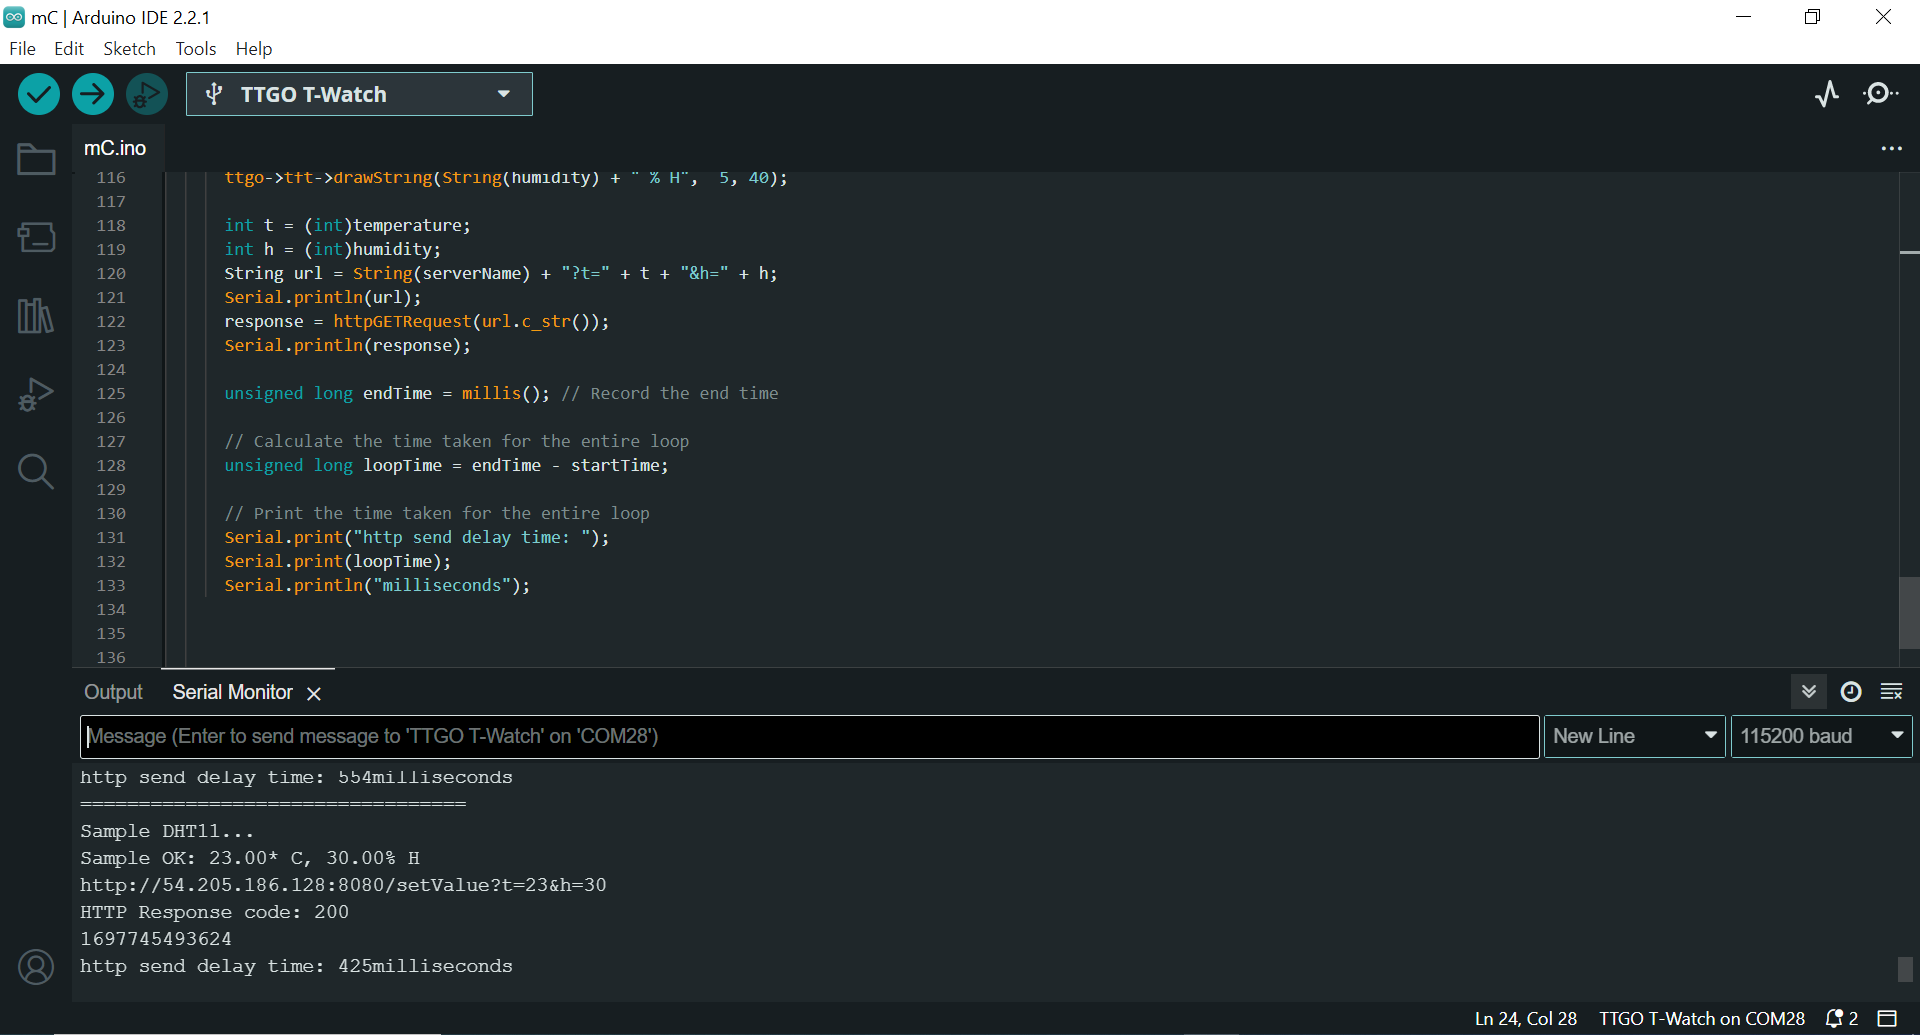 mC | Arduino IDE 2.2.1
File Edit Sketch Tools Help
TTGO T-Watch
mC.ino
116 ttgo->tft->drawString(String(humidity) + " % H", 5, 40);
117
118 int t = (int)temperature;
119 int h = (int)humidity;
120 String url = String(serverName) + "?t=" + t + "&h=" + h;
121 Serial.println(url);
122 response = httpGETRequest(url.c_str());
123 Serial.println(response);
124
125 unsigned long endTime = millis(); // Record the end time
126
127 // Calculate the time taken for the entire loop
128 unsigned long loopTime = endTime - startTime;
129
130 // Print the time taken for the entire loop
131 Serial.print("http send delay time: ");
132 Serial.print(loopTime);
133 Serial.println("milliseconds");
134
135
136
Output Serial Monitor
Message (Enter to send message to 'TTGO T-Watch' on 'COM28') New Line 115200 baud
http send delay time: 554milliseconds
=================================
Sample DHT11...
Sample OK: 23.00* C, 30.00% H
http://54.205.186.128:8080/setValue?t=23&h=30
HTTP Response code: 200
1697745493624
http send delay time: 425milliseconds
Ln 24, Col 28 TTGO T-Watch on COM28 2